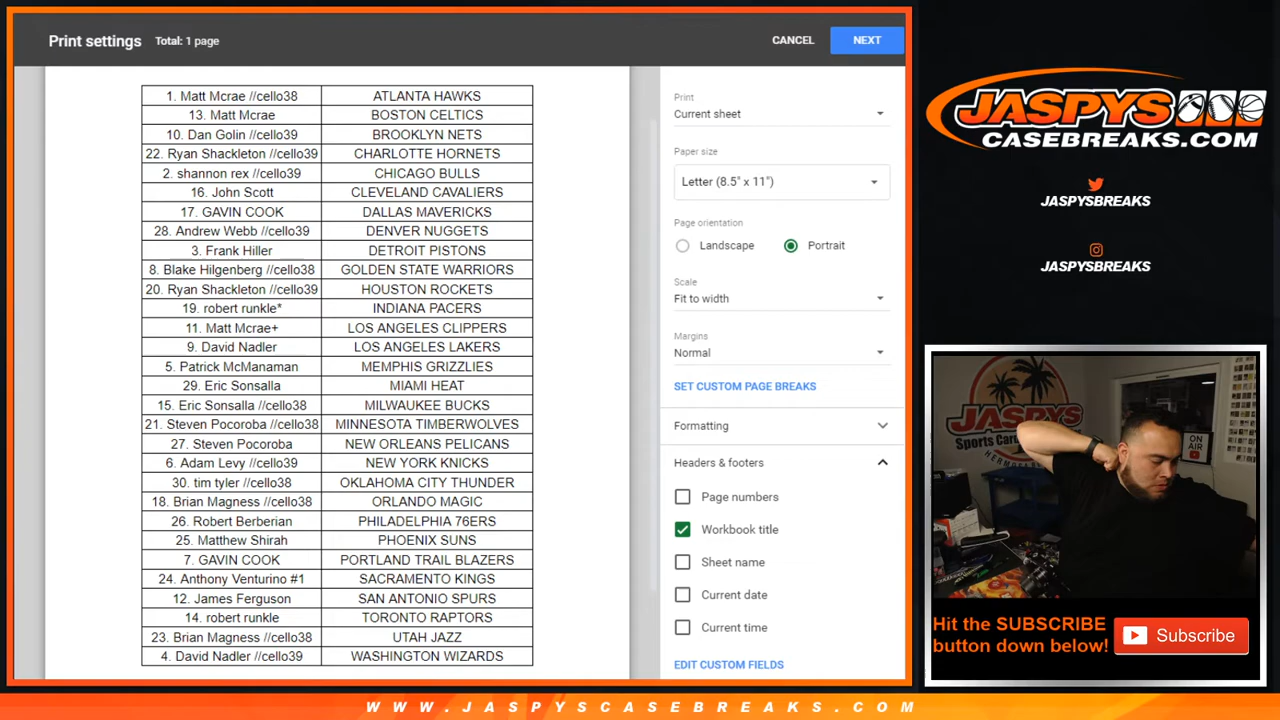 Print settings Total: 1 page CANCEL NEXT
1. Matt Mcrae //cello38 ATLANTA HAWKS
13. Matt Mcrae BOSTON CELTICS
10. Dan Golin //cello39 BROOKLYN NETS
22. Ryan Shackleton //cello39 CHARLOTTE HORNETS
2. shannon rex //cello39 CHICAGO BULLS
16. John Scott CLEVELAND CAVALIERS
17. GAVIN COOK DALLAS MAVERICKS
28. Andrew Webb //cello39 DENVER NUGGETS
3. Frank Hiller DETROIT PISTONS
8. Blake Hilgenberg //cello38 GOLDEN STATE WARRIORS
20. Ryan Shackleton //cello39 HOUSTON ROCKETS
19. robert runkle* INDIANA PACERS
11. Matt Mcrae+ LOS ANGELES CLIPPERS
9. David Nadler LOS ANGELES LAKERS
5. Patrick McManaman MEMPHIS GRIZZLIES
29. Eric Sonsalla MIAMI HEAT
15. Eric Sonsalla //cello38 MILWAUKEE BUCKS
21. Steven Pocoroba //cello38 MINNESOTA TIMBERWOLVES
27. Steven Pocoroba NEW ORLEANS PELICANS
6. Adam Levy //cello39 NEW YORK KNICKS
30. tim tyler //cello38 OKLAHOMA CITY THUNDER
18. Brian Magness //cello38 ORLANDO MAGIC
26. Robert Berberian PHILADELPHIA 76ERS
25. Matthew Shirah PHOENIX SUNS
7. GAVIN COOK PORTLAND TRAIL BLAZERS
24. Anthony Venturino #1 SACRAMENTO KINGS
12. James Ferguson SAN ANTONIO SPURS
14. robert runkle TORONTO RAPTORS
23. Brian Magness //cello38 UTAH JAZZ
4. David Nadler //cello39 WASHINGTON WIZARDS
Print
Current sheet
Paper size
Letter (8.5" x 11")
Page orientation
Landscape Portrait
Scale
Fit to width
Margins
Normal
SET CUSTOM PAGE BREAKS
Formatting
Headers & footers
Page numbers
Workbook title
Sheet name
Current date
Current time
EDIT CUSTOM FIELDS
JASPYS
CASEBREAKS.COM
JASPYSBREAKS
JASPYSBREAKS
JASPYS
Sports Car
HERMO
ON
AIR
Hit the SUBSCRIBE
button down below!
Subscribe
WWW.JASPYSCASEBREAKS.COM